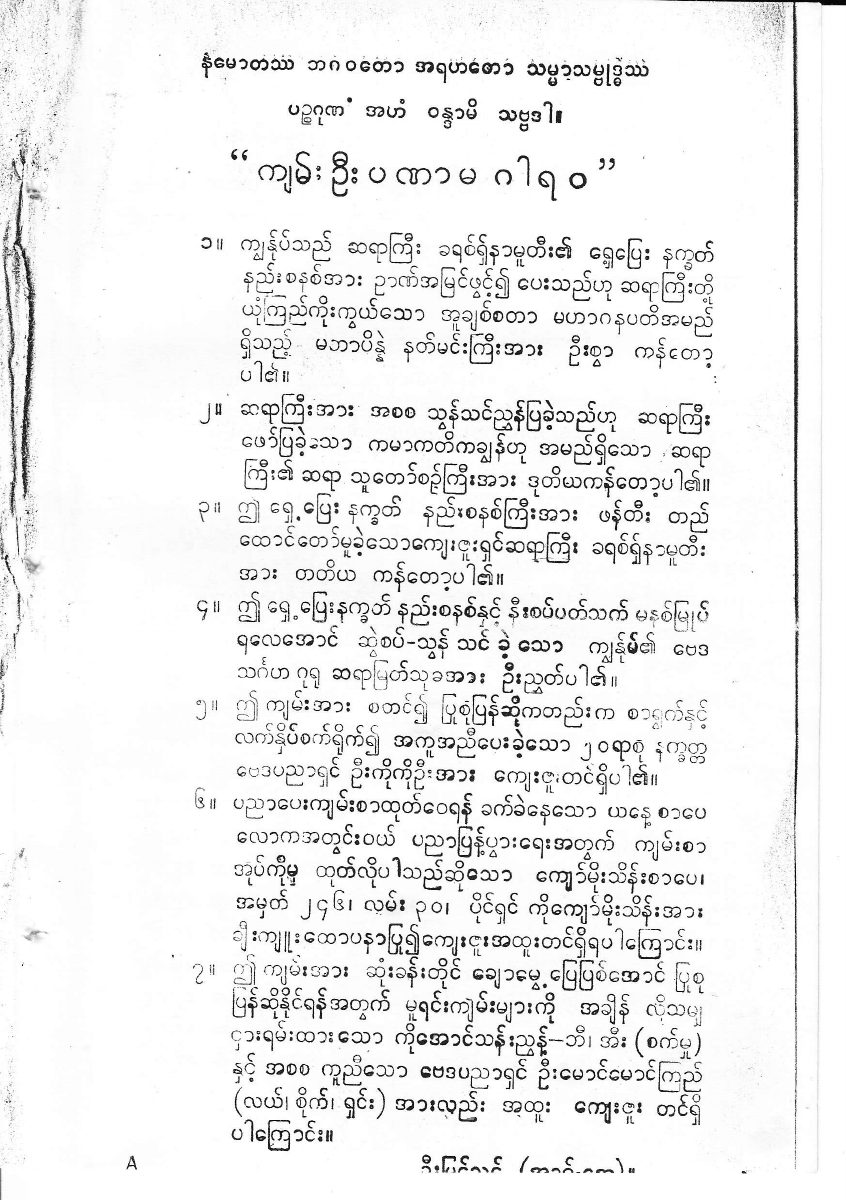 နမောတဿ ဘဂဝတော အရဟတော သမ္မာသမ္ဗုဒ္ဓဿ
ပဉ္စဂုဏံ အဟံ ဝန္ဒာမိ သဗ္ဗဒါ။
“ကျမ်းဦးပဏာမ ဂါရဝ”
၁။ ကျွန်ုပ်သည် ဆရာကြီး ခရစ်ရှ်နာမူတီး၏ ရှေ့ပြေး နက္ခတ်
နည်းစနစ်အား ဉာဏ်အမြင်ဖွင့်၍ ပေးသည်ဟု ဆရာကြီးတို့
ယုံကြည်ကိုးကွယ်သော အူချစ်စတာ မဟာဂနပတိအမည်
ရှိသည့် မဘာပိန္နဲ နတ်မင်းကြီးအား ဦးစွာ ကန်တော့
ပါ၏။
၂။ ဆရာကြီးအား အစစ သွန်သင်ညွှန်ပြခဲ့သည်ဟု ဆရာကြီး
ဖော်ပြခဲ့သော ကမာကတိကချွန်ဟု အမည်ရှိသော ဆရာ
ကြီး၏ ဆရာ သူတော်စဉ်ကြီးအား ဒုတိယကန်တော့ပါ၏။
၃။ ဤ ရှေ့ပြေး နက္ခတ် နည်းစနစ်ကြီးအား ဖန်တီး တည်
ထောင်တော်မူခဲ့သောကျေးဇူးရှင်ဆရာကြီး ခရစ်ရှ်နာမူတီး
အား တတိယ ကန်တော့ပါ၏။
၄။ ဤ ရှေ့ပြေးနက္ခတ် နည်းစနစ်နှင့် နီးစပ်ပတ်သက် မနစ်မြုပ်
ရလေအောင် ဆွဲစပ်-သွန် သင် ခဲ့ သော ကျွန်ုပ်၏ ဗေဒ
သင်္ဂဟ ဂုရု ဆရာမြတ်သုခအား ဦးညွှတ်ပါ၏။
၅။ ဤ ကျမ်းအား စတင်၍ ပြုစုပြန်ဆိုကတည်းက စာရွက်နှင့်
လက်နှိပ်စက်ရိုက်၍ အကူအညီပေးခဲ့သော ၂၀ရာစု နက္ခတ္တ
ဗေဒပညာရှင် ဦးကိုကိုဦးအား ကျေးဇူးတင်ရှိပါ၏။
၆။ ပညာပေးကျမ်းစာထုတ်ဝေရန် ခက်ခဲနေသော ယနေ့ စာပေ
လောကအတွင်းဝယ် ပညာပြန့်ပွားရေးအတွက် ကျမ်းစာ
အုပ်ကိုမှ ထုတ်လိုပါသည်ဆိုသော ကျော်မိုးသိန်းစာပေ၊
အမှတ် ၂၄၆၊ လမ်း ၃၀၊ ပိုင်ရှင် ကိုကျော်မိုးသိန်းအား
ချီးကျူးထောပနာပြု၍ကျေးဇူးအထူးတင်ရှိရပါကြောင်း။
၇။ ဤ ကျမ်းအား ဆုံးခန်းတိုင် ချောမွေ့ပြေပြစ်အောင် ပြုစု
ပြန်ဆိုနိုင်ရန်အတွက် မူရင်းကျမ်းများကို အချိန် လိုသမျှ
ငှားရမ်းထားသော ကိုအောင်သန်းညွှန့်–ဘီ၊ အီး (စက်မှု)
နှင့် အစစ ကူညီသော ဗေဒပညာရှင် ဦးမောင်မောင်ကြည်
(လယ်၊ စိုက်၊ ရှင်း) အားလည်း အထူး ကျေးဇူး တင်ရှိ
ပါကြောင်း။
A